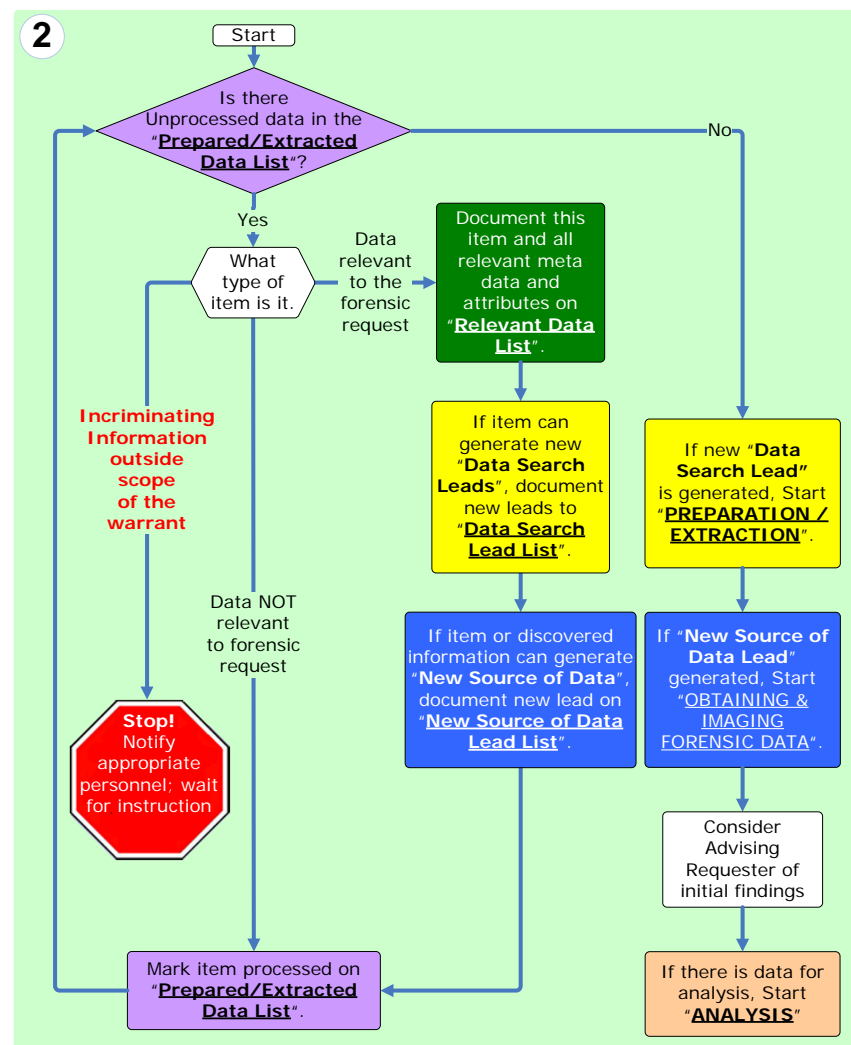 2
Start
Is there
Unprocessed data in the
“Prepared/Extracted
Data List“?
No
Yes
What
type of
item is it.
Data
relevant
to the
forensic
request
Document this
item and all
relevant meta
data and
attributes on
“Relevant Data
List”.
Incriminating
Information
outside
scope
of the
warrant
If item can
generate new
“Data Search
Leads”, document
new leads to
“Data Search
Lead List”.
If new “Data
Search Lead”
is generated, Start
“PREPARATION /
EXTRACTION”.
Data NOT
relevant
to forensic
request
If item or discovered
information can generate
“New Source of Data”,
document new lead on
“New Source of Data
Lead List”.
If “New Source of
Data Lead”
generated, Start
“OBTAINING &
IMAGING
FORENSIC DATA“.
Stop!
Notify
appropriate
personnel; wait
for instruction
Consider
Advising
Requester of
initial findings
Mark item processed on
“Prepared/Extracted
Data List“.
If there is data for
analysis, Start
“ANALYSIS”